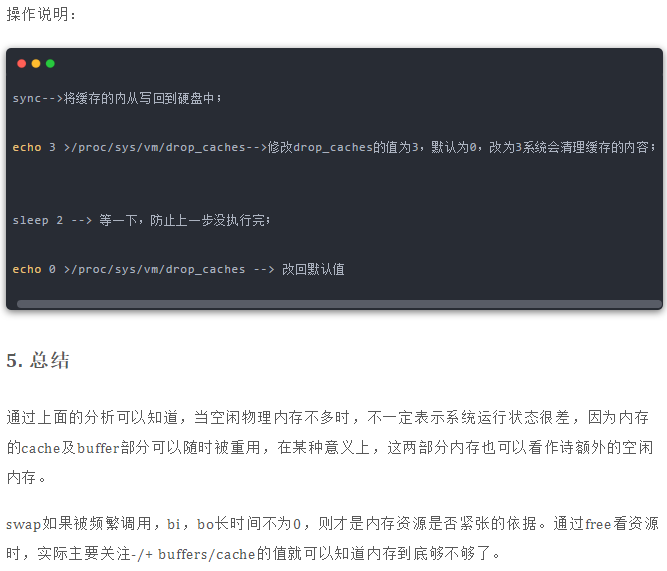 操作说明：
sync-->将缓存的内从写回到硬盘中；
echo 3 >/proc/sys/vm/drop_caches-->修改drop_caches的值为3，默认为0，改为3系统会清理缓存的内容；
sleep 2 --> 等一下，防止上一步没执行完；
echo 0 >/proc/sys/vm/drop_caches --> 改回默认值
5. 总结
通过上面的分析可以知道，当空闲物理内存不多时，不一定表示系统运行状态很差，因为内存
的cache及buffer部分可以随时被重用，在某种意义上，这两部分内存也可以看作诗额外的空闲
内存。
swap如果被频繁调用，bi，bo长时间不为0，则才是内存资源是否紧张的依据。通过free看资源
时，实际主要关注-/+ buffers/cache的值就可以知道内存到底够不够了。